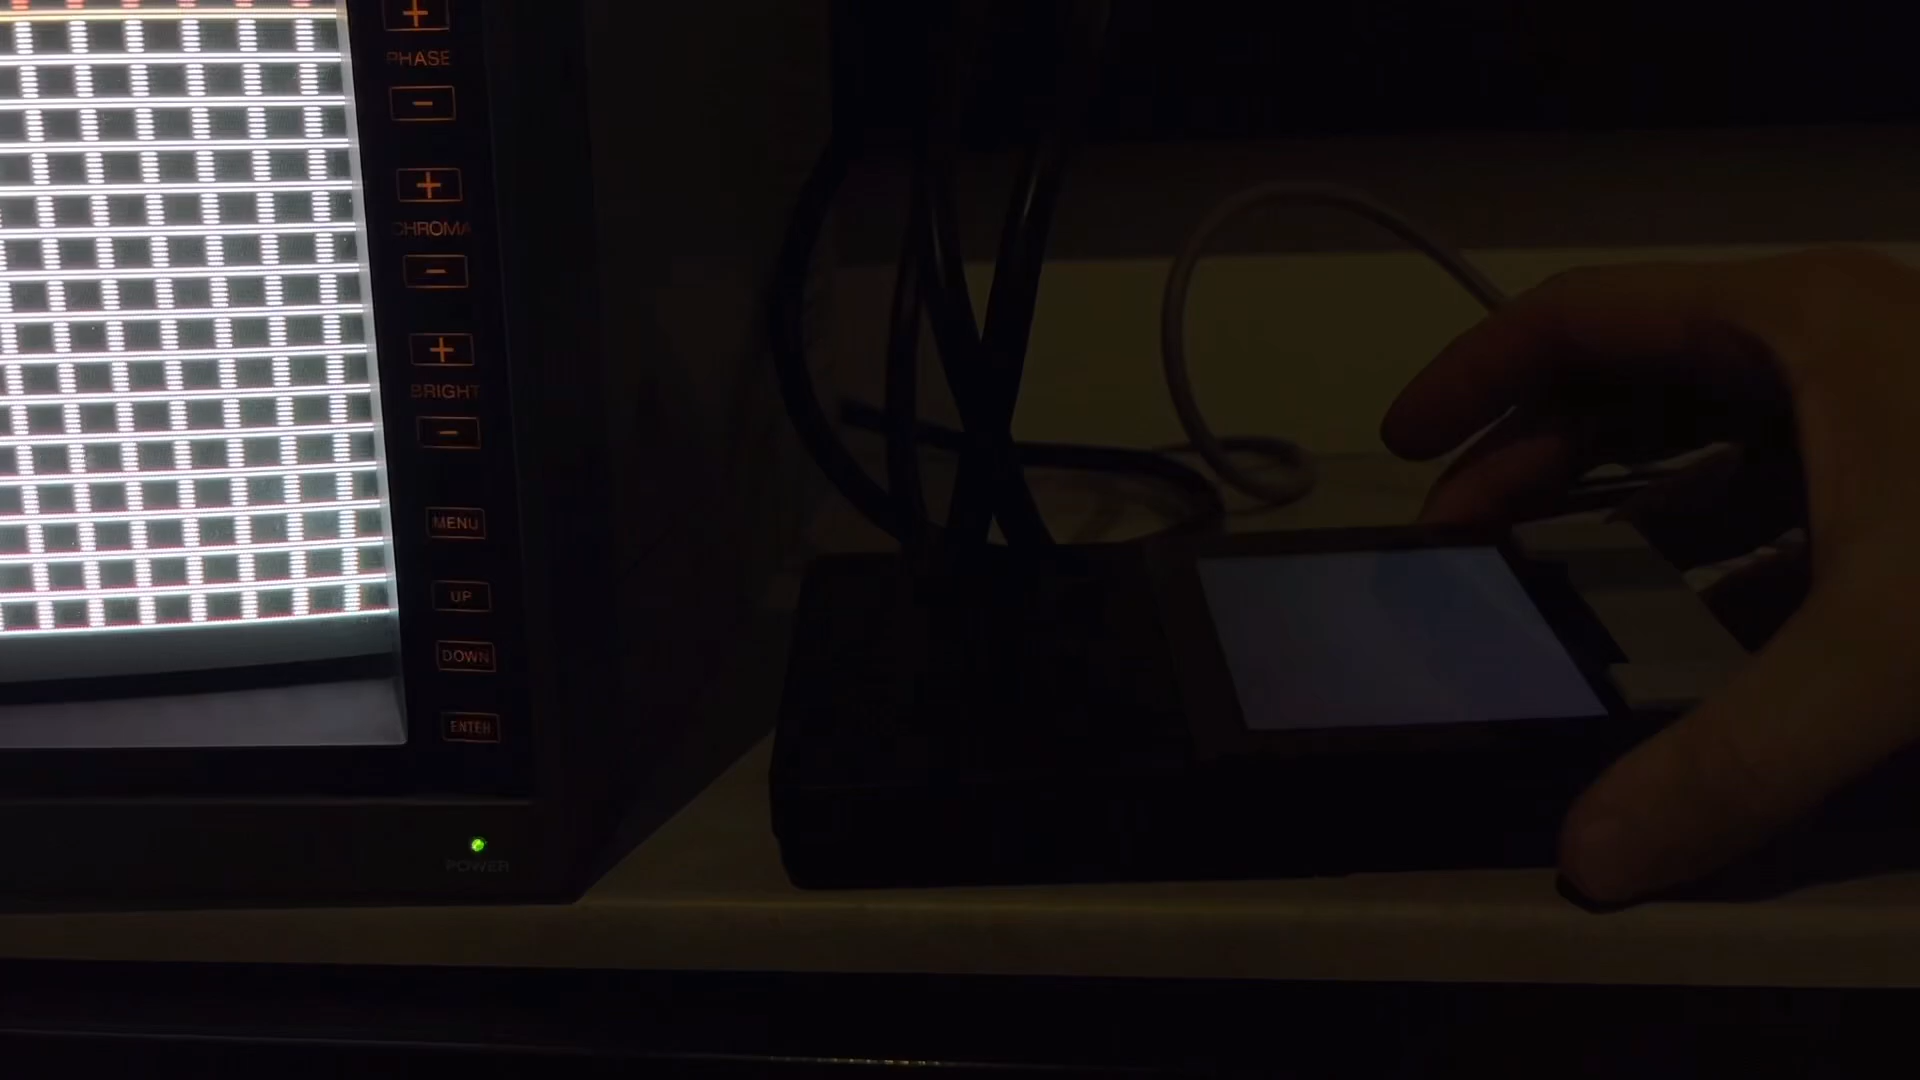 +
PHASE
-
+
CHROMA
-
+
BRIGHT
-
MENU
UP
DOWN
ENTER
POWER